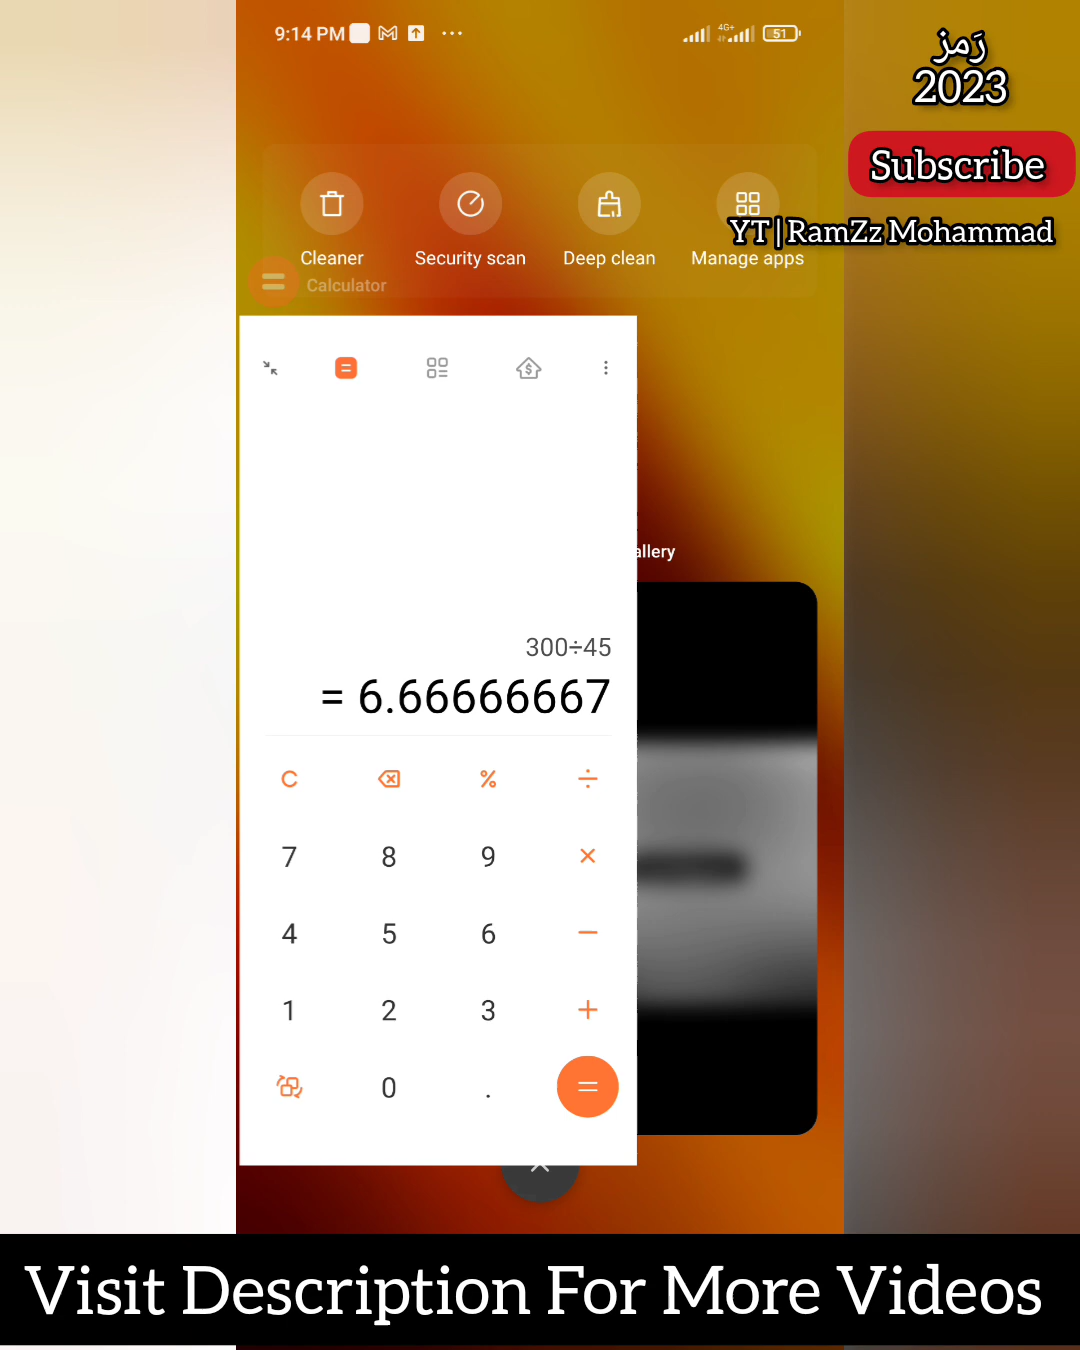 9:14 PM
4G+
51
رَمز
2023
Subscribe
YT | RamZz Mohammad
Cleaner
Security scan
Deep clean
Manage apps
Calculator
allery
300÷45
= 6.66666667
C
%
÷
7
8
9
×
4
5
6
−
1
2
3
+
0
.
=
Visit Description For More Videos